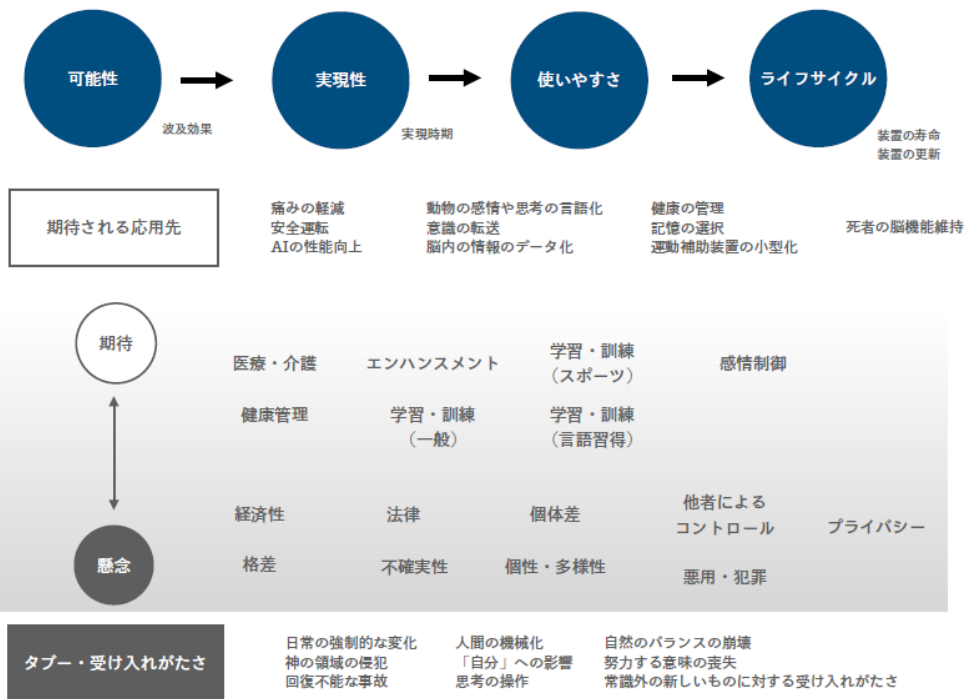 可能性
実現性
使いやすさ
ライフサイクル
波及効果
実現時期
装置の寿命
装置の更新
期待される応用先
痛みの軽減
安全運転
AIの性能向上
動物の感情や思考の言語化
意識の転送
脳内の情報のデータ化
健康の管理
記憶の選択
運動補助装置の小型化
死者の脳機能維持
期待
医療・介護
エンハンスメント
学習・訓練
（スポーツ）
感情制御
健康管理
学習・訓練
（一般）
学習・訓練
（言語習得）
懸念
経済性
法律
個体差
他者による
コントロール
プライバシー
格差
不確実性
個性・多様性
悪用・犯罪
タブー・受け入れがたさ
日常の強制的な変化
神の領域の侵犯
回復不能な事故
人間の機械化
「自分」への影響
思考の操作
自然のバランスの崩壊
努力する意味の喪失
常識外の新しいものに対する受け入れがたさ